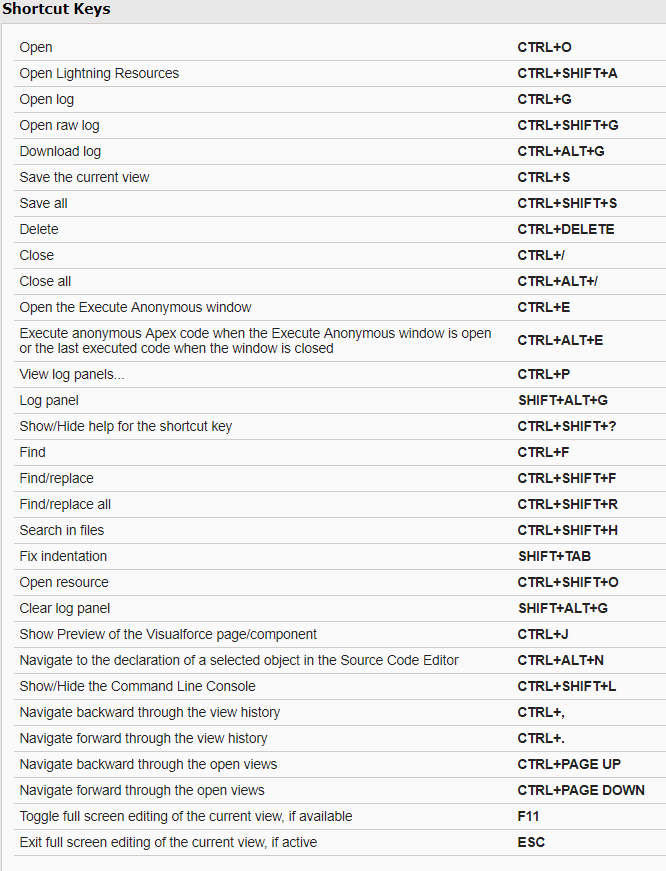 Shortcut Keys
Open CTRL+O
Open Lightning Resources CTRL+SHIFT+A
Open log CTRL+G
Open raw log CTRL+SHIFT+G
Download log CTRL+ALT+G
Save the current view CTRL+S
Save all CTRL+SHIFT+S
Delete CTRL+DELETE
Close CTRL+/
Close all CTRL+ALT+/
Open the Execute Anonymous window CTRL+E
Execute anonymous Apex code when the Execute Anonymous window is open
or the last executed code when the window is closed CTRL+ALT+E
View log panels... CTRL+P
Log panel SHIFT+ALT+G
Show/Hide help for the shortcut key CTRL+SHIFT+?
Find CTRL+F
Find/replace CTRL+SHIFT+F
Find/replace all CTRL+SHIFT+R
Search in files CTRL+SHIFT+H
Fix indentation SHIFT+TAB
Open resource CTRL+SHIFT+O
Clear log panel SHIFT+ALT+G
Show Preview of the Visualforce page/component CTRL+J
Navigate to the declaration of a selected object in the Source Code Editor CTRL+ALT+N
Show/Hide the Command Line Console CTRL+SHIFT+L
Navigate backward through the view history CTRL+,
Navigate forward through the view history CTRL+.
Navigate backward through the open views CTRL+PAGE UP
Navigate forward through the open views CTRL+PAGE DOWN
Toggle full screen editing of the current view, if available F11
Exit full screen editing of the current view, if active ESC